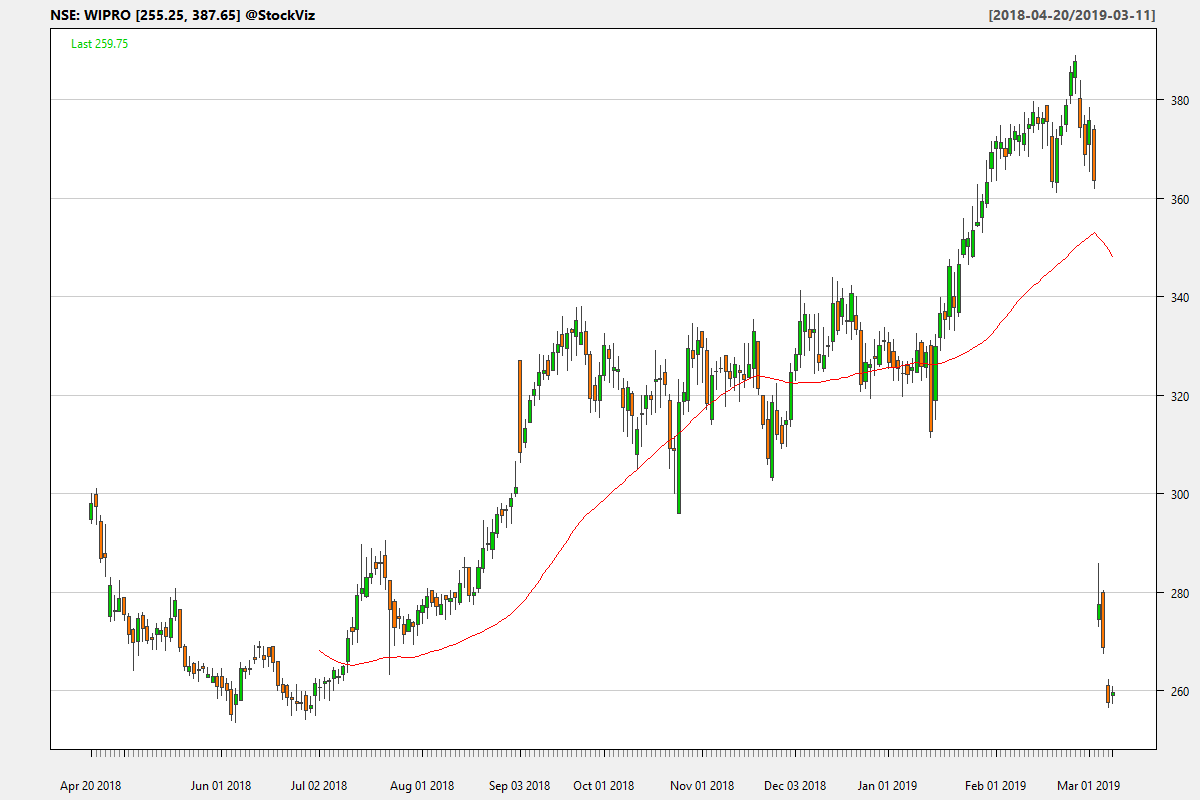 NSE: WIPRO [255.25, 387.65] @StockViz [2018-04-20/2019-03-11]
Last 259.75
380
360
340
320
300
280
260
Apr 20 2018 Jun 01 2018 Jul 02 2018 Aug 01 2018 Sep 03 2018 Oct 01 2018 Nov 01 2018 Dec 03 2018 Jan 01 2019 Feb 01 2019 Mar 01 2019